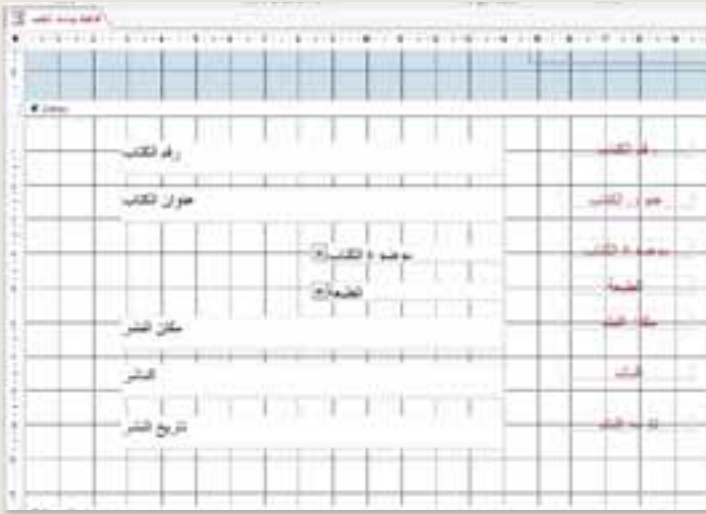 رقم الكتاب رقم الكتاب
عنوان الكتاب عنوان الكتاب
موضوع الكتاب موضوع الكتاب
الطبعة الطبعة
مكان النشر مكان النشر
الناشر الناشر
تاريخ النشر تاريخ النشر